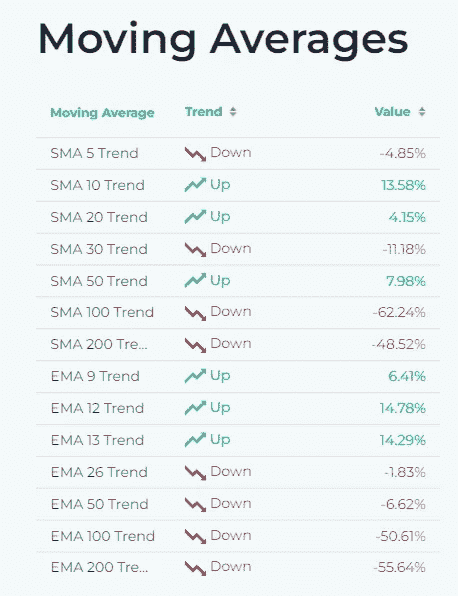 Moving Averages
Moving Average Trend Value
SMA 5 Trend Down -4.85%
SMA 10 Trend Up 13.58%
SMA 20 Trend Up 4.15%
SMA 30 Trend Down -11.18%
SMA 50 Trend Up 7.98%
SMA 100 Trend Down -62.24%
SMA 200 Tre... Down -48.52%
EMA 9 Trend Up 6.41%
EMA 12 Trend Up 14.78%
EMA 13 Trend Up 14.29%
EMA 26 Trend Down -1.83%
EMA 50 Trend Down -6.62%
EMA 100 Trend Down -50.61%
EMA 200 Tre... Down -55.64%